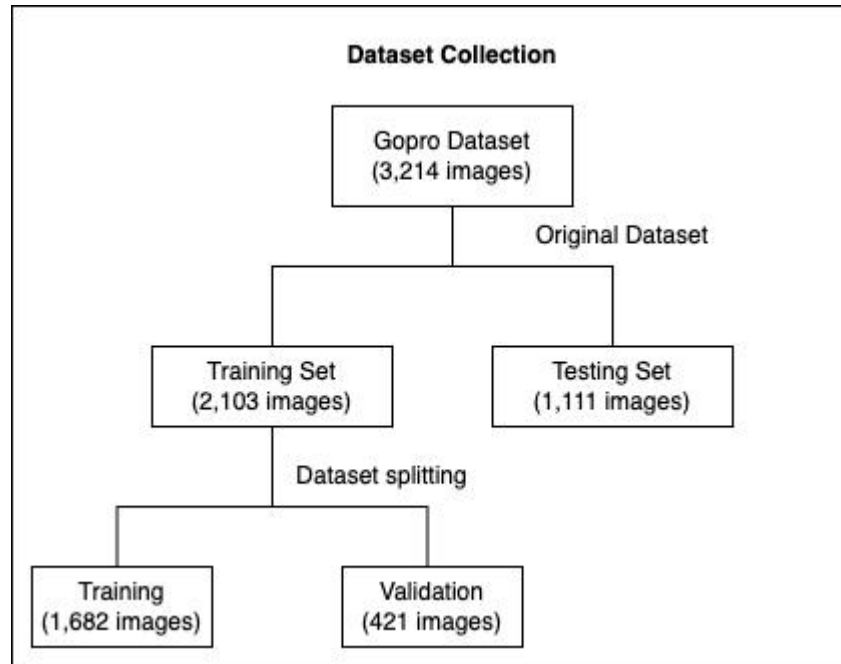 Dataset Collection
Gopro Dataset
(3,214 images)
Original Dataset
Training Set
(2,103 images)
Testing Set
(1,111 images)
Dataset splitting
Training
(1,682 images)
Validation
(421 images)